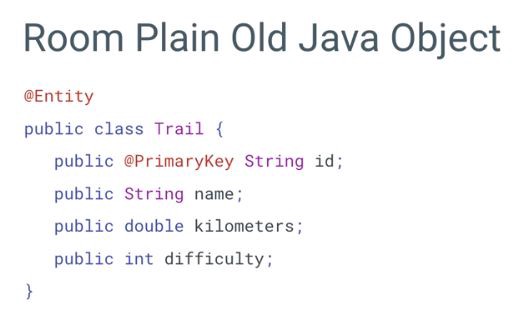 Room Plain Old Java Object
@Entity
public class Trail {
public @PrimaryKey String id;
public String name;
public double kilometers;
public int difficulty;
}